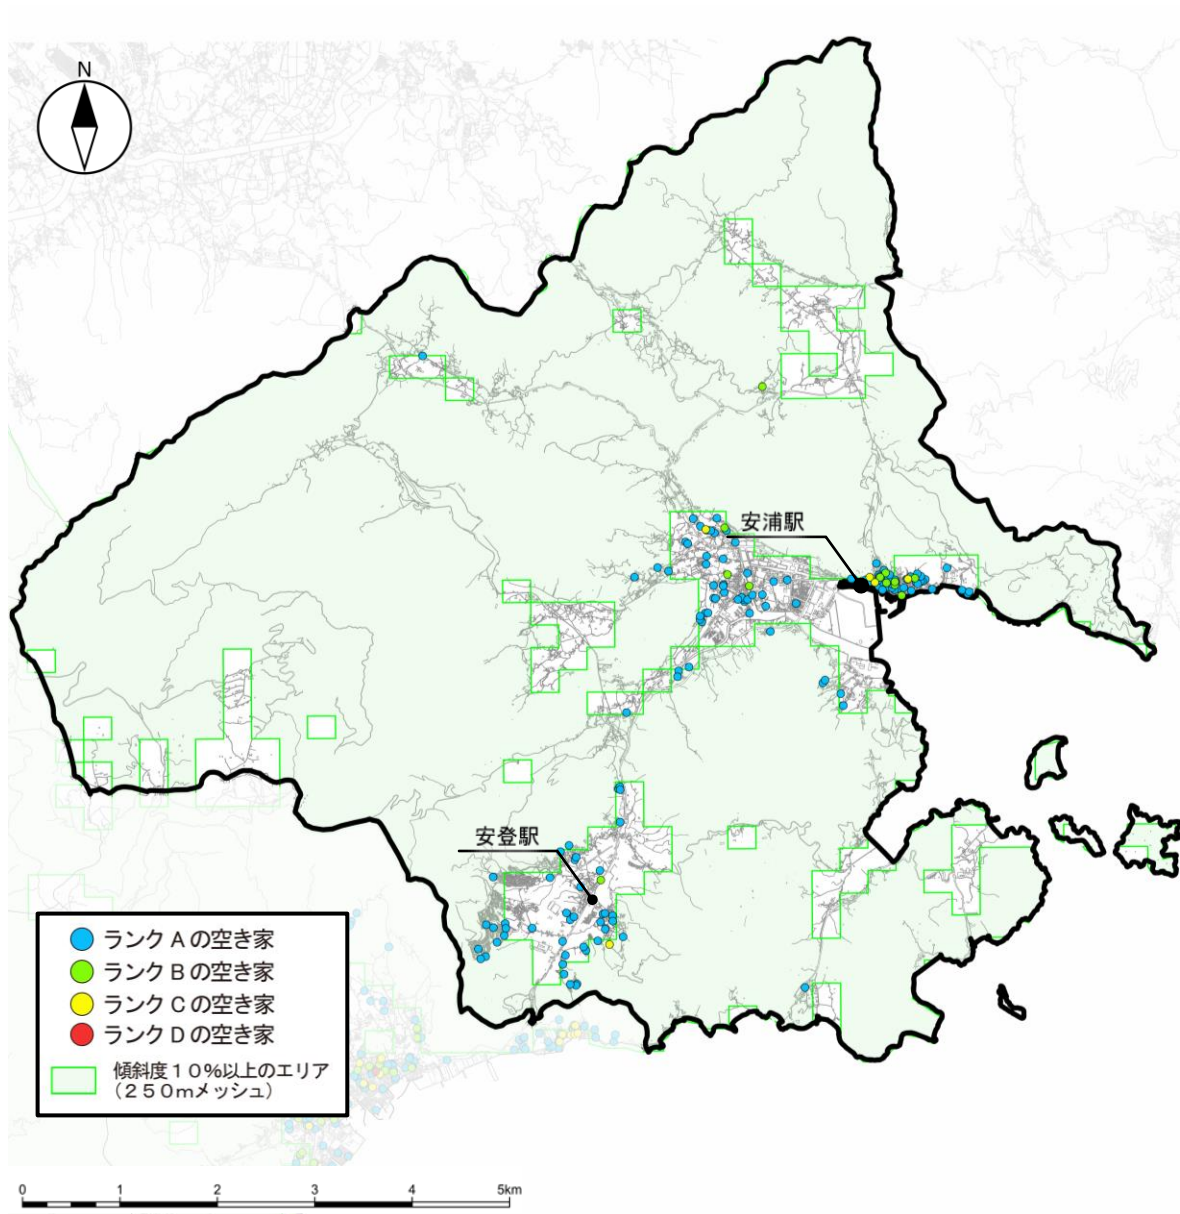 N
安浦駅
安登駅
ランクAの空き家
ランクBの空き家
ランクCの空き家
ランクDの空き家
傾斜度10%以上のエリア
(250mメッシュ)
0 1 2 3 4 5km